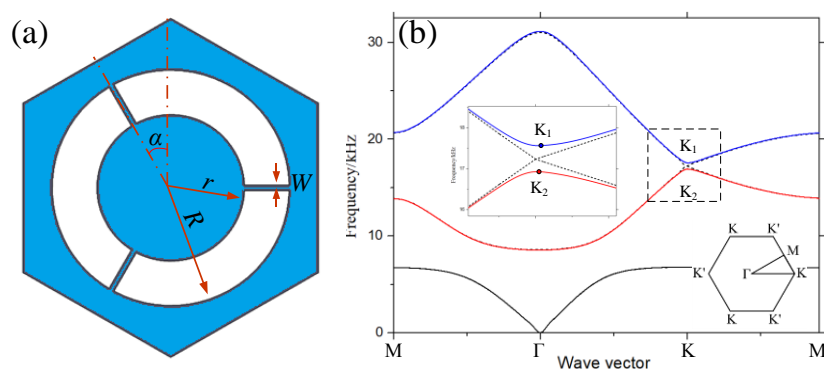 (a)
α
r
W
R
(b)
Frequency/kHz
30
20
10
0
K₁
K₂
K₁
K₂
K
K'
M
K'
Γ
K
K
K'
M
Γ
K
M
Wave vector